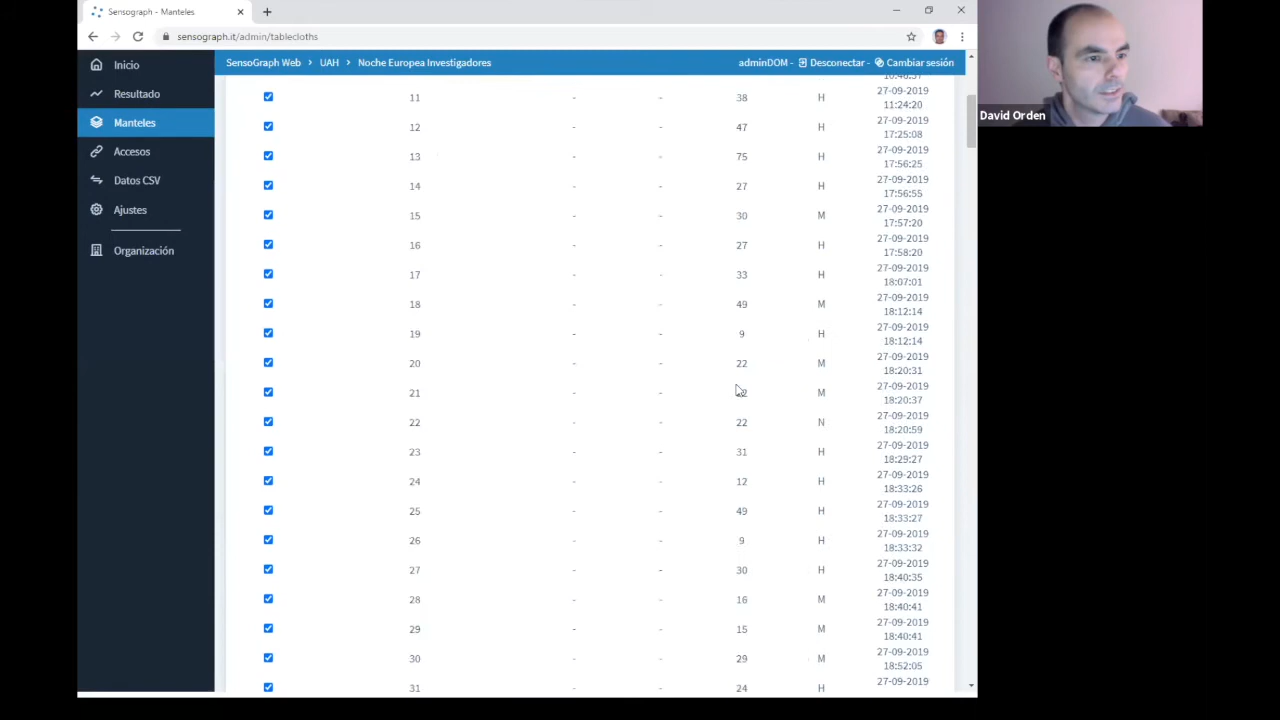 Sensograph - Manteles
sensograph.it/admin/tablecloths
SensoGraph Web > UAH > Noche Europea Investigadores
adminDOM - Desconectar - Cambiar sesión
Inicio
Resultado
Manteles
Accesos
Datos CSV
Ajustes
Organización
10:46:37
11 - - 38 H 27-09-2019 11:24:20
12 - - 47 H 27-09-2019 17:25:08
13 - - 75 H 27-09-2019 17:56:25
14 - - 27 H 27-09-2019 17:56:55
15 - - 30 M 27-09-2019 17:57:20
16 - - 27 H 27-09-2019 17:58:20
17 - - 33 H 27-09-2019 18:07:01
18 - - 49 M 27-09-2019 18:12:14
19 - - 9 H 27-09-2019 18:12:14
20 - - 22 M 27-09-2019 18:20:31
21 - - M 27-09-2019 18:20:37
22 - - 22 N 27-09-2019 18:20:59
23 - - 31 H 27-09-2019 18:29:27
24 - - 12 H 27-09-2019 18:33:26
25 - - 49 H 27-09-2019 18:33:27
26 - - 9 H 27-09-2019 18:33:32
27 - - 30 H 27-09-2019 18:40:35
28 - - 16 M 27-09-2019 18:40:41
29 - - 15 M 27-09-2019 18:40:41
30 - - 29 M 27-09-2019 18:52:05
31 - - 24 H 27-09-2019
David Orden